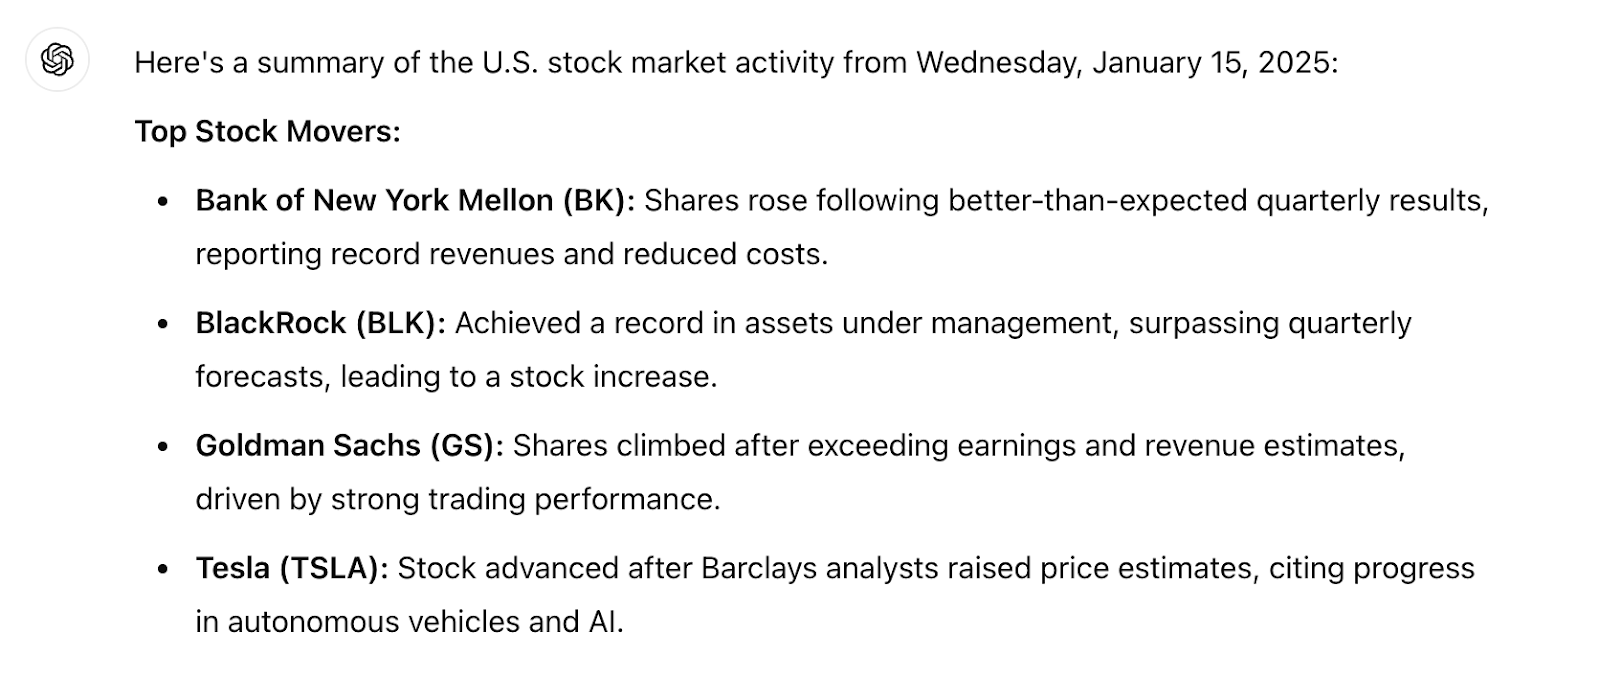 Here's a summary of the U.S. stock market activity from Wednesday, January 15, 2025:
Top Stock Movers:
• Bank of New York Mellon (BK): Shares rose following better-than-expected quarterly results,
reporting record revenues and reduced costs.
• BlackRock (BLK): Achieved a record in assets under management, surpassing quarterly
forecasts, leading to a stock increase.
• Goldman Sachs (GS): Shares climbed after exceeding earnings and revenue estimates,
driven by strong trading performance.
• Tesla (TSLA): Stock advanced after Barclays analysts raised price estimates, citing progress
in autonomous vehicles and AI.